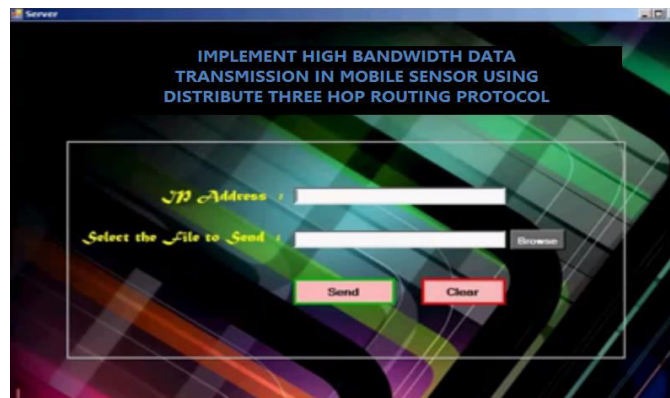 Server
IMPLEMENT HIGH BANDWIDTH DATA
TRANSMISSION IN MOBILE SENSOR USING
DISTRIBUTE THREE HOP ROUTING PROTOCOL
IP Address :
Select the File to Send :
Browse
Send Clear